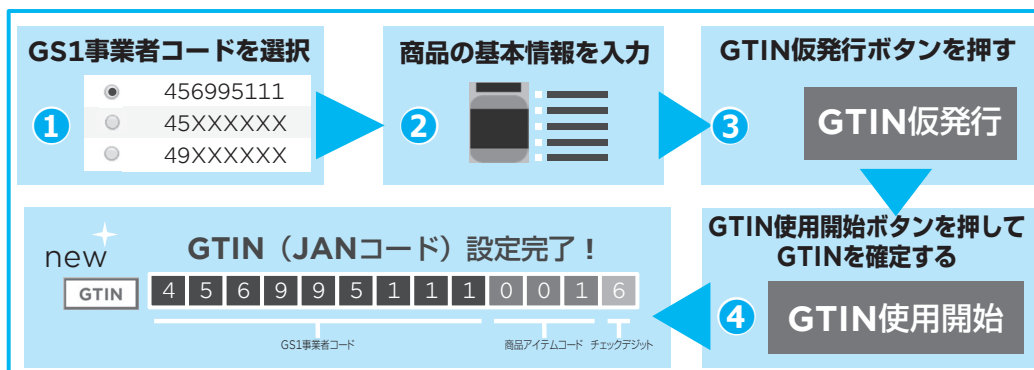 GS1事業者コードを選択
1
456995111
45XXXXXX
49XXXXXX
商品の基本情報を入力
2
GTIN仮発行ボタンを押す
3
GTIN仮発行
GTIN使用開始ボタンを押して
GTINを確定する
4
GTIN使用開始
new
GTIN（JANコード）設定完了！
GTIN
4 5 6 9 9 5 1 1 1 0 0 1 6
GS1事業者コード 商品アイテムコード チェックデジット